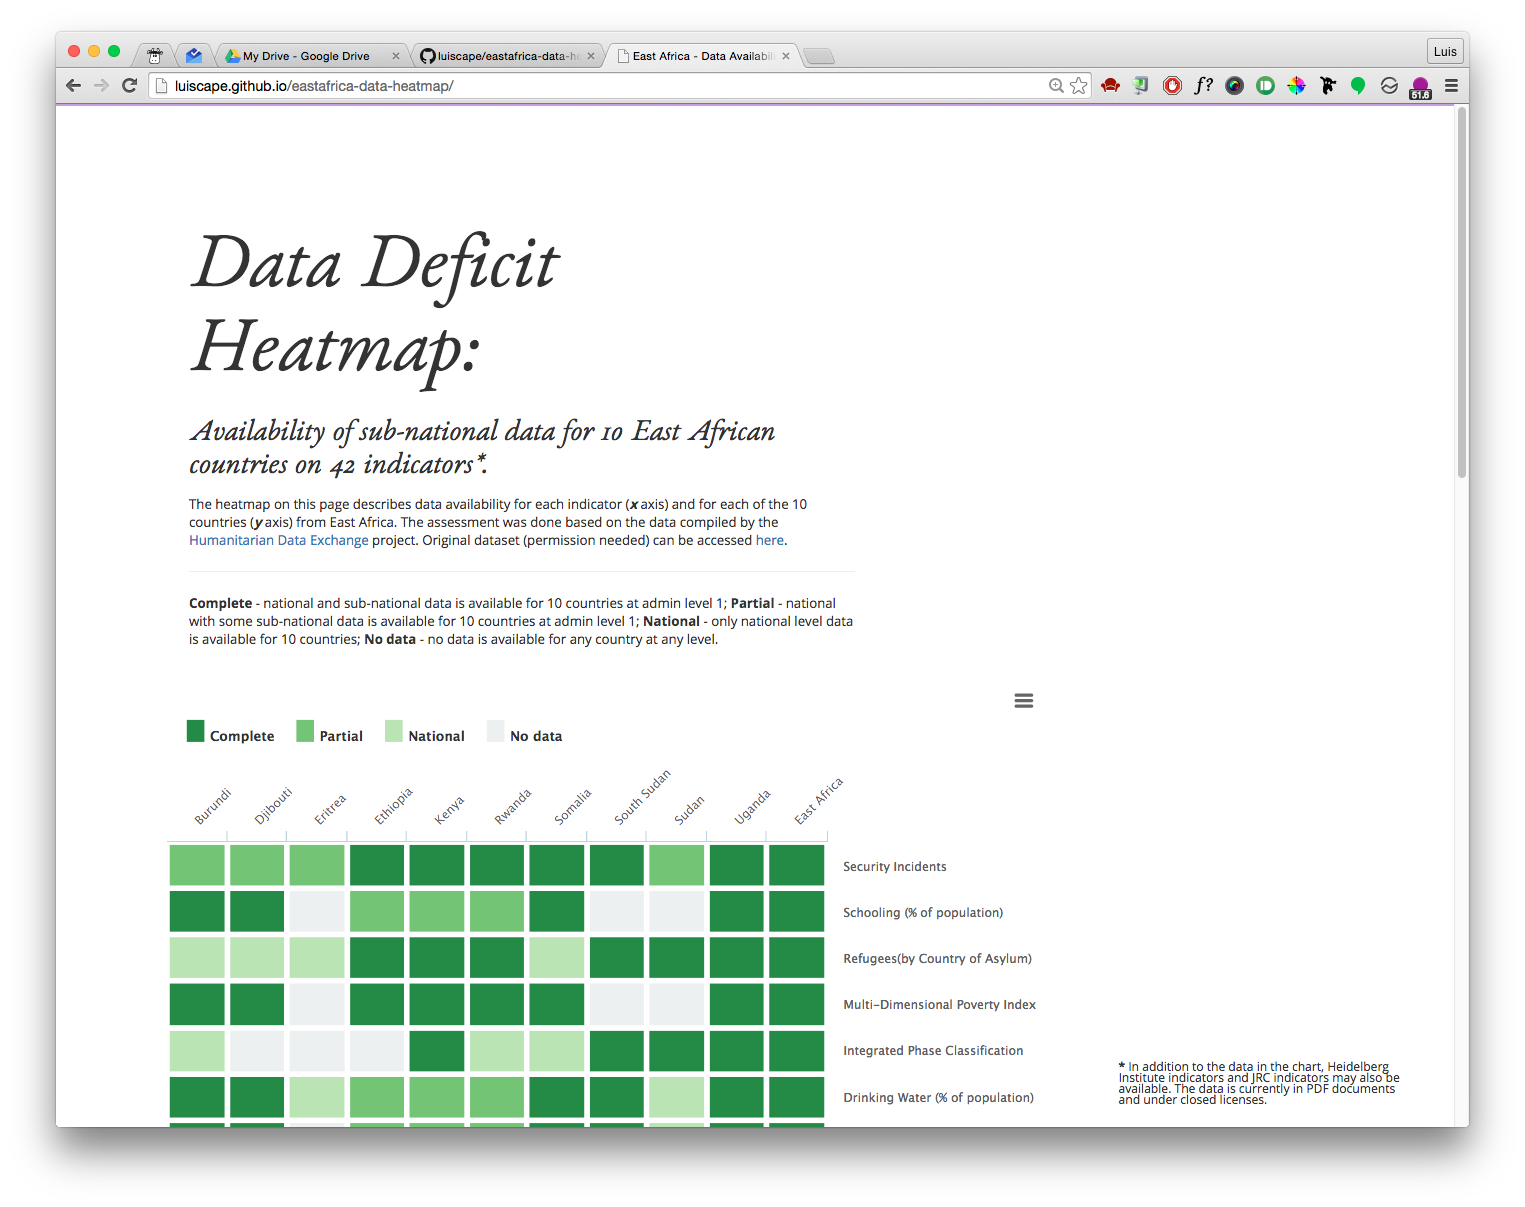 My Drive - Google Drive
luiscape/eastafrica-data-h
East Africa - Data Availabi
Luis
luiscape.github.io/eastafrica-data-heatmap/
f?
51.6
Data Deficit
Heatmap:
Availability of sub-national data for 10 East African
countries on 42 indicators*.
The heatmap on this page describes data availability for each indicator (x axis) and for each of the 10
countries (y axis) from East Africa. The assessment was done based on the data compiled by the
Humanitarian Data Exchange project. Original dataset (permission needed) can be accessed here.
Complete - national and sub-national data is available for 10 countries at admin level 1; Partial - national
with some sub-national data is available for 10 countries at admin level 1; National - only national level data
is available for 10 countries; No data - no data is available for any country at any level.
Complete
Partial
National
No data
Burundi
Djibouti
Eritrea
Ethiopia
Kenya
Rwanda
Somalia
South Sudan
Sudan
Uganda
East Africa
Security Incidents
Schooling (% of population)
Refugees(by Country of Asylum)
Multi-Dimensional Poverty Index
Integrated Phase Classification
Drinking Water (% of population)
* In addition to the data in the chart, Heidelberg
Institute indicators and JRC indicators may also be
available. The data is currently in PDF documents
and under closed licenses.